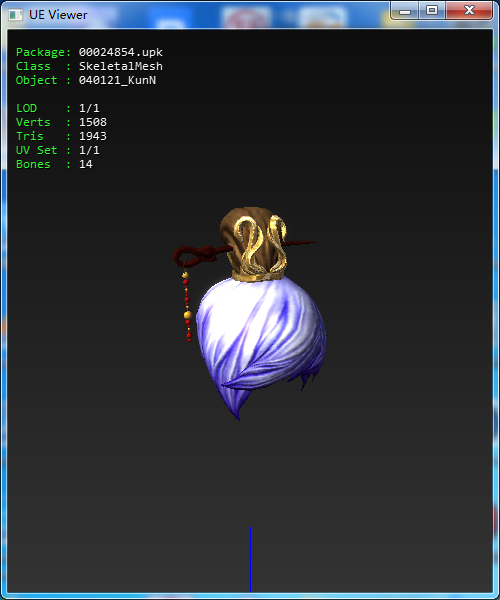 UE Viewer
Package: 00024854.upk
Class : SkeletalMesh
Object : 040121_KunN
LOD : 1/1
Verts : 1508
Tris : 1943
UV Set : 1/1
Bones : 14